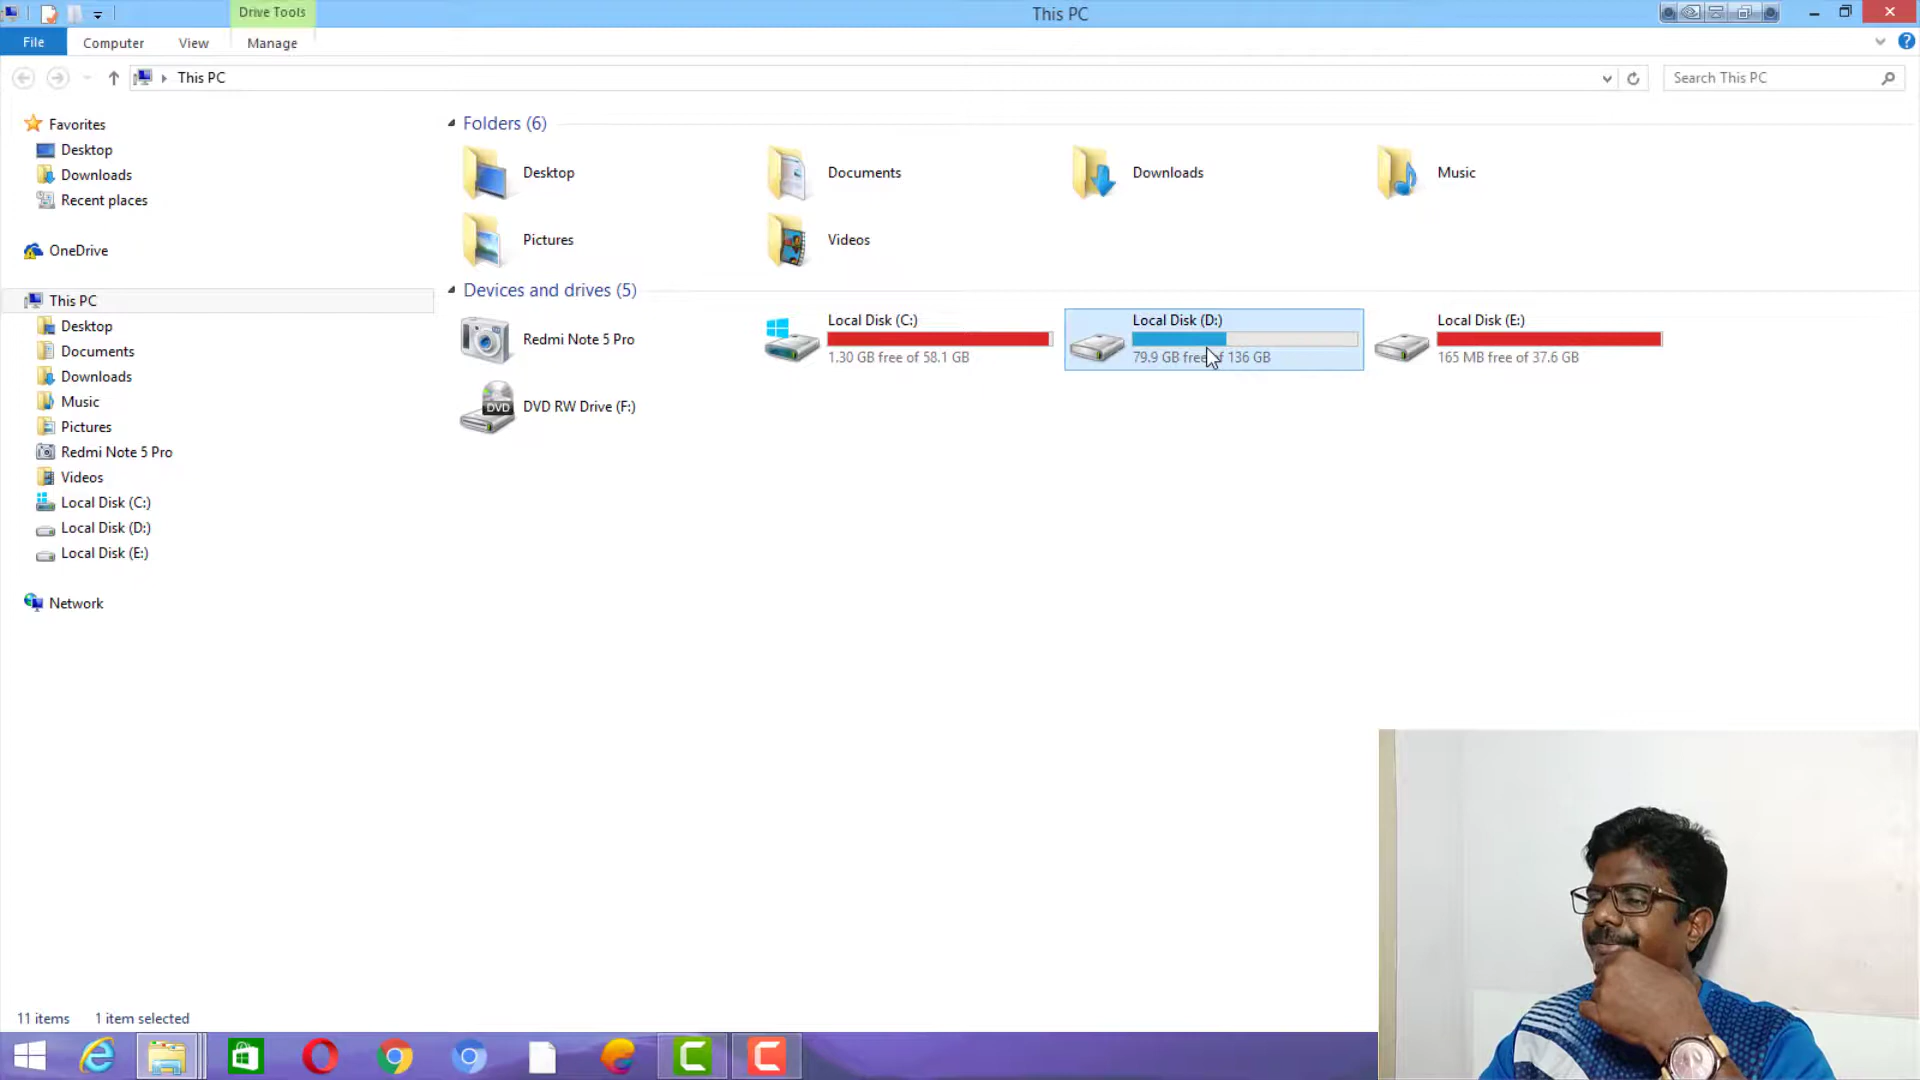 Drive Tools
This PC
File
Computer
View
Manage
This PC
Search This PC
Favorites
Desktop
Downloads
Recent places
OneDrive
This PC
Desktop
Documents
Downloads
Music
Pictures
Redmi Note 5 Pro
Videos
Local Disk (C:)
Local Disk (D:)
Local Disk (E:)
Network
Folders (6)
Desktop
Documents
Downloads
Music
Pictures
Videos
Devices and drives (5)
Redmi Note 5 Pro
Local Disk (C:)
1.30 GB free of 58.1 GB
Local Disk (D:)
79.9 GB free of 136 GB
Local Disk (E:)
165 MB free of 37.6 GB
DVD
DVD RW Drive (F:)
11 items
1 item selected